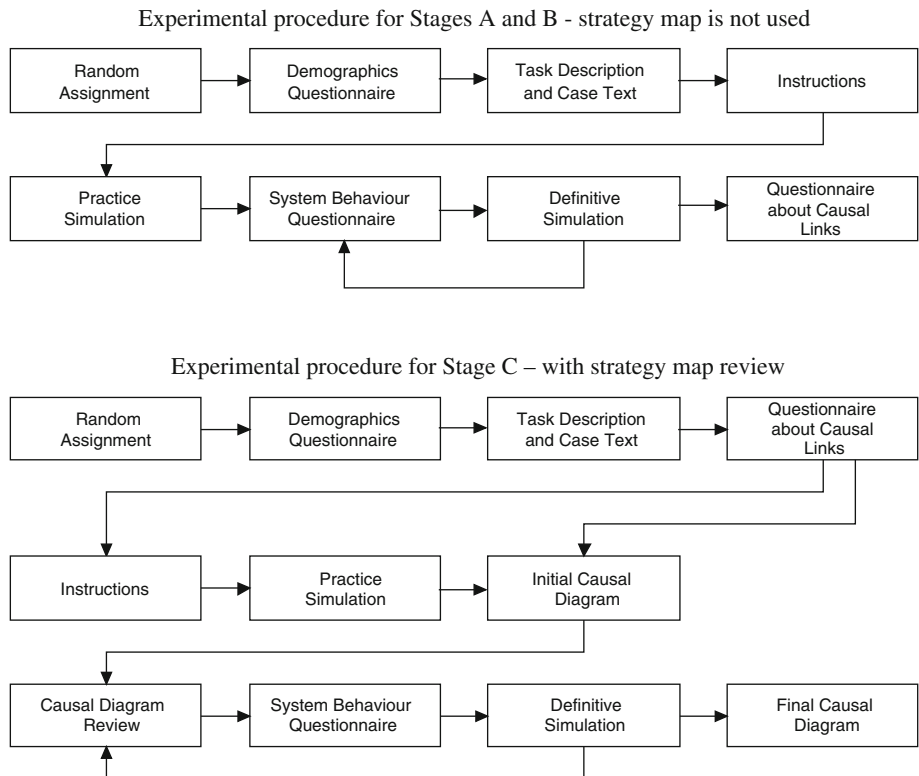 Experimental procedure for Stages A and B - strategy map is not used
Random
Assignment
Demographics
Questionnaire
Task Description
and Case Text
Instructions
Practice
Simulation
System Behaviour
Questionnaire
Definitive
Simulation
Questionnaire
about Causal
Links
Experimental procedure for Stage C – with strategy map review
Random
Assignment
Demographics
Questionnaire
Task Description
and Case Text
Questionnaire
about Causal
Links
Instructions
Practice
Simulation
Initial Causal
Diagram
Causal Diagram
Review
System Behaviour
Questionnaire
Definitive
Simulation
Final Causal
Diagram